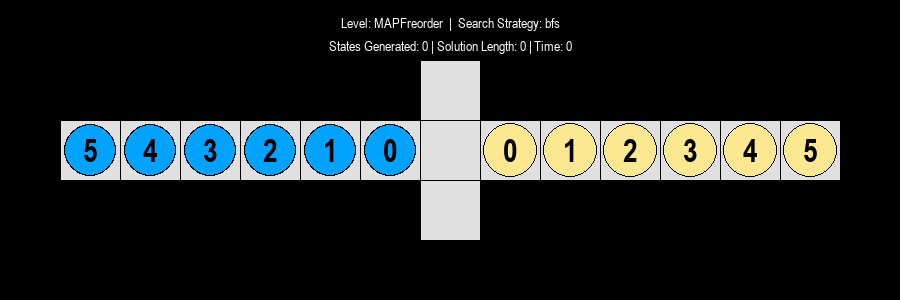 Level: MAPFreorder | Search Strategy: bfs
States Generated: 0 | Solution Length: 0 | Time: 0
5 4 3 2 1 0 0 1 2 3 4 5